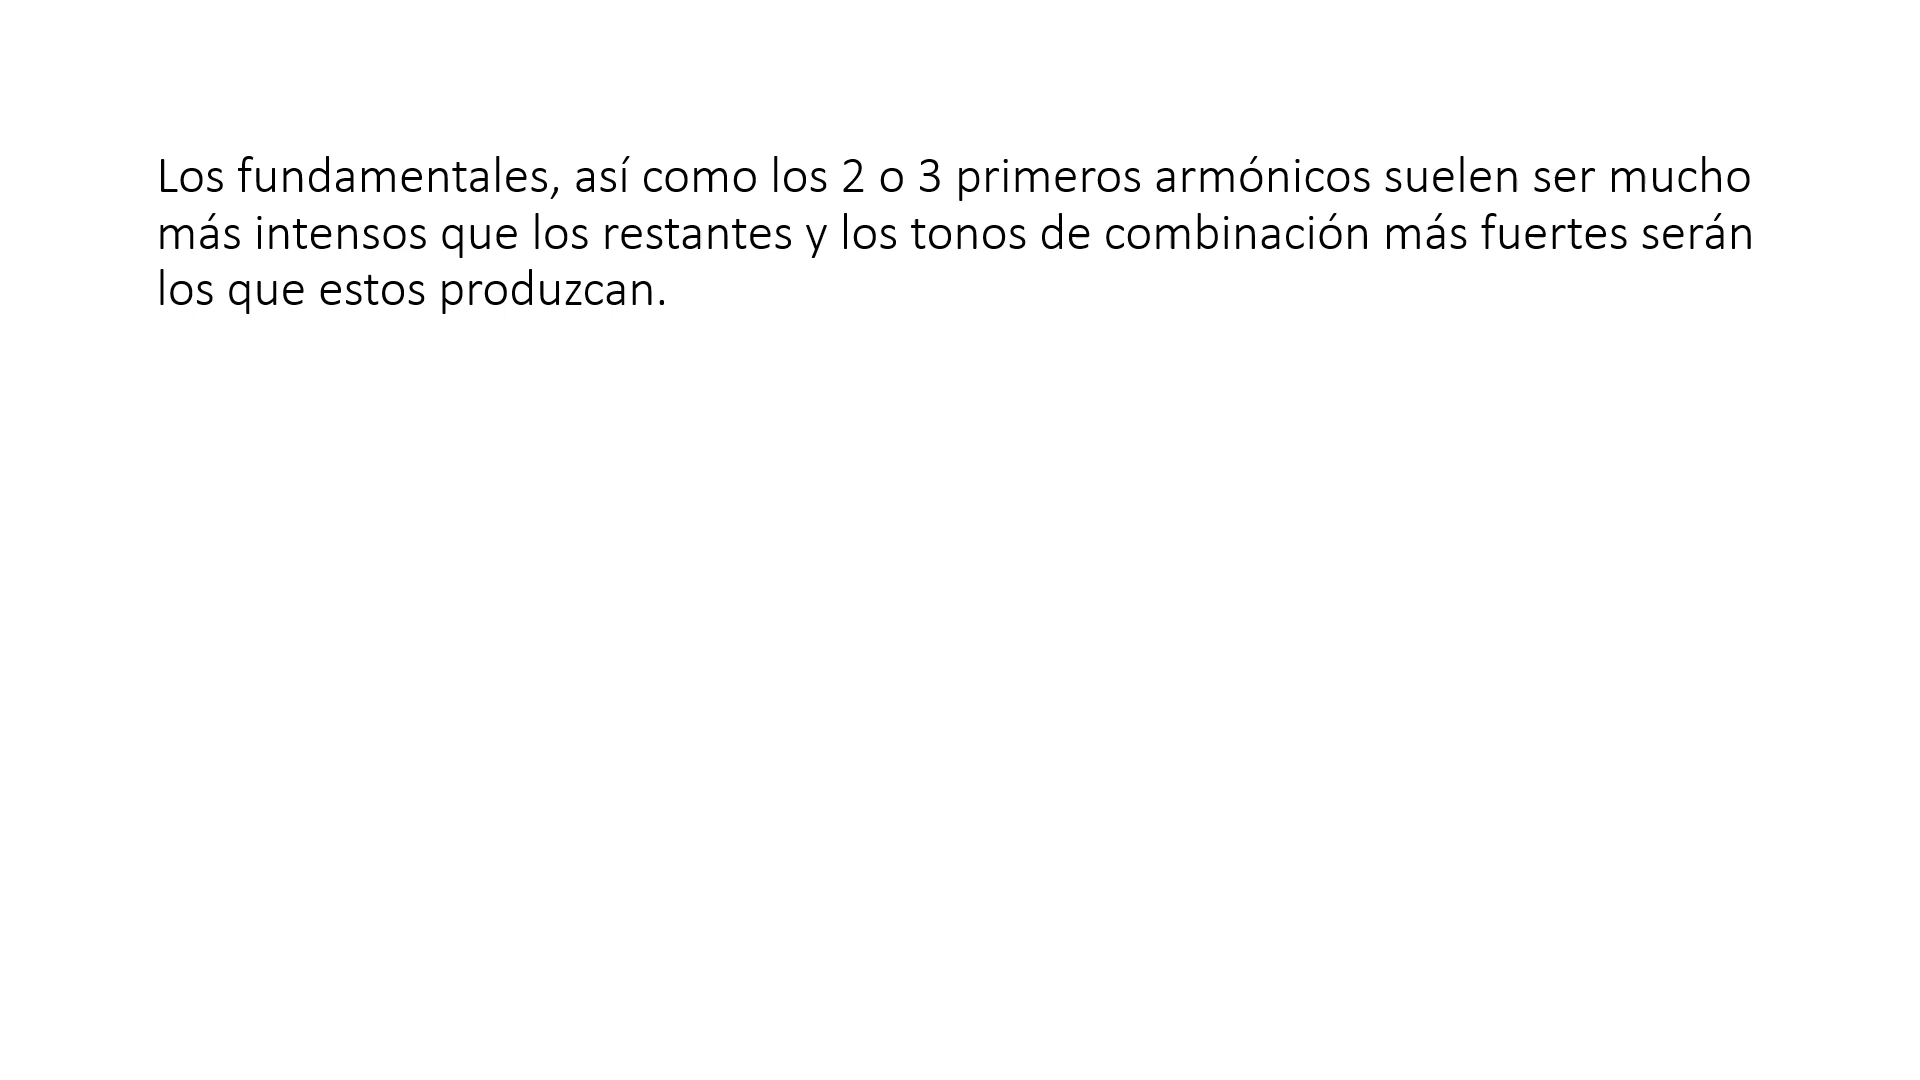 Los fundamentales, así como los 2 o 3 primeros armónicos suelen ser mucho
más intensos que los restantes y los tonos de combinación más fuertes serán
los que estos produzcan.